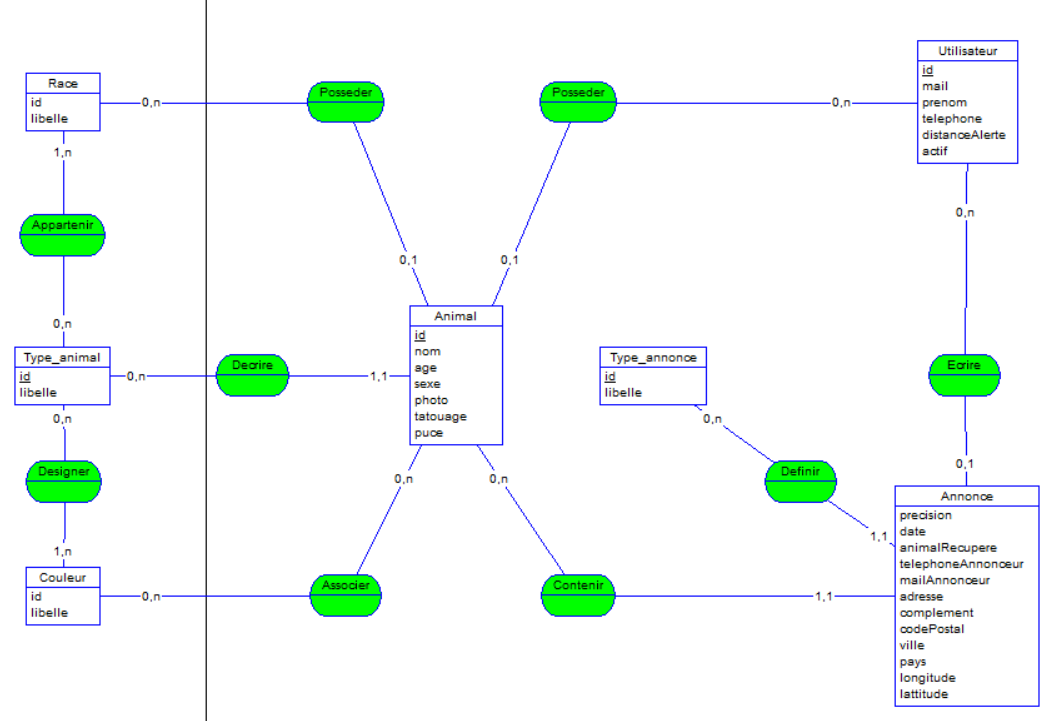 Utilisateur
id
mail
prenom
telephone
distanceAlerte
actif
Race
id
libelle
0,n
Posseder
Posseder
0,n
1,n
0,n
Appartenir
0,1
0,1
0,n
Animal
id
nom
age
sexe
photo
tatouage
puce
Type_animal
id
libelle
0,n
Decrire
1,1
Type_annonce
id
libelle
Ecrire
0,n
0,n
Designer
0,n
0,n
Definir
0,1
1,1
Annonce
precision
date
animalRecupere
telephoneAnnonceur
mailAnnonceur
adresse
complement
codePostal
ville
pays
longitude
lattitude
1,n
Couleur
id
libelle
0,n
Associer
Contenir
1,1